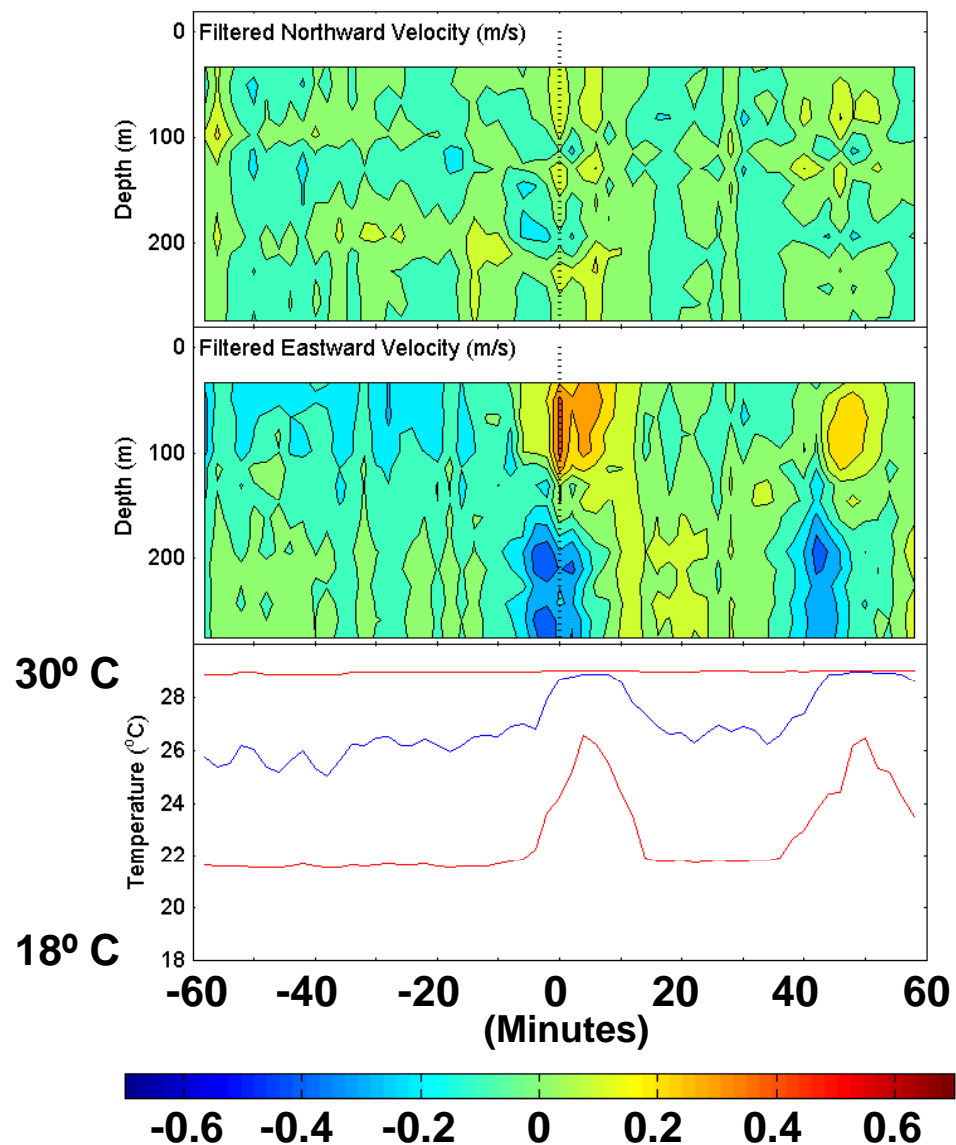 0
Filtered Northward Velocity (m/s)
100
200
Depth (m)
0
Filtered Eastward Velocity (m/s)
100
200
Depth (m)
30º C
28
26
24
22
20
18
Temperature (⁰C)
18º C
-60 -40 -20 0 20 40 60
(Minutes)
-0.6 -0.4 -0.2 0 0.2 0.4 0.6